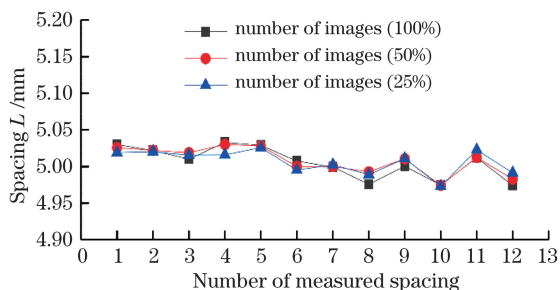 5.20
5.15
5.10
5.05
5.00
4.95
4.90
Spacing L /mm
number of images (100%)
number of images (50%)
number of images (25%)
0 1 2 3 4 5 6 7 8 9 10 11 12 13
Number of measured spacing